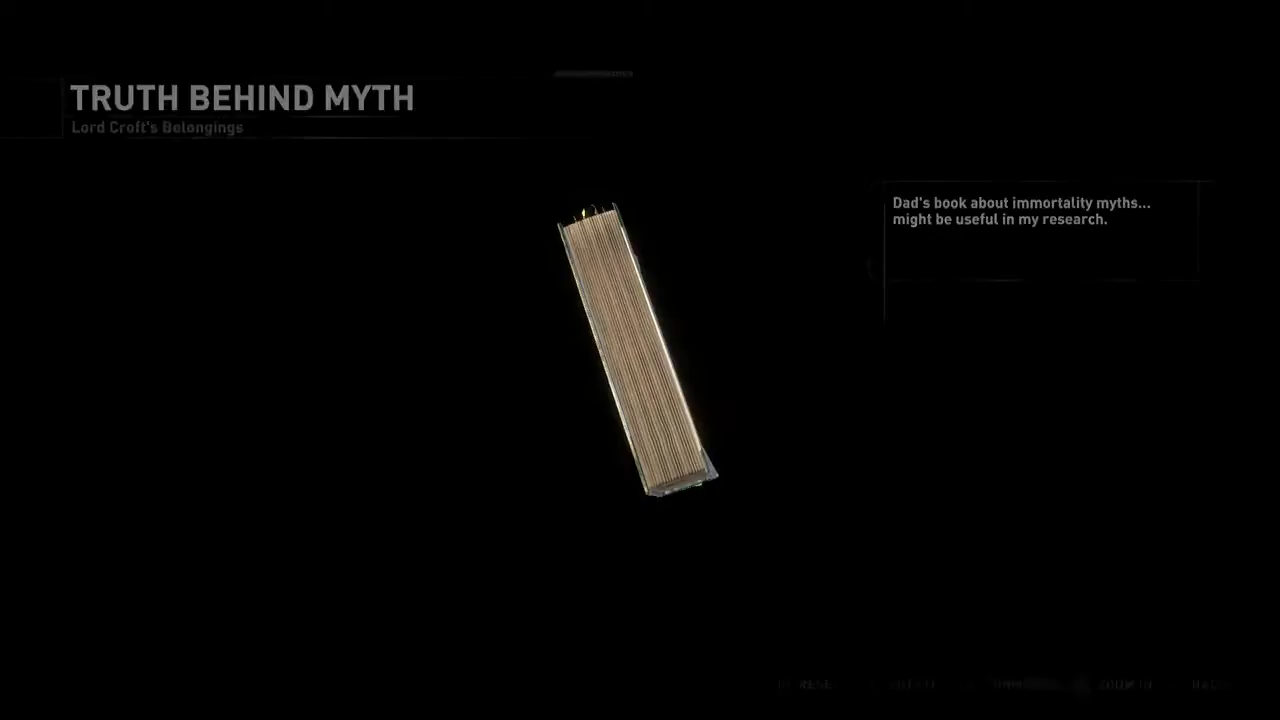 TRUTH BEHIND MYTH
Lord Croft's Belongings
Dad's book about immortality myths...
might be useful in my research.